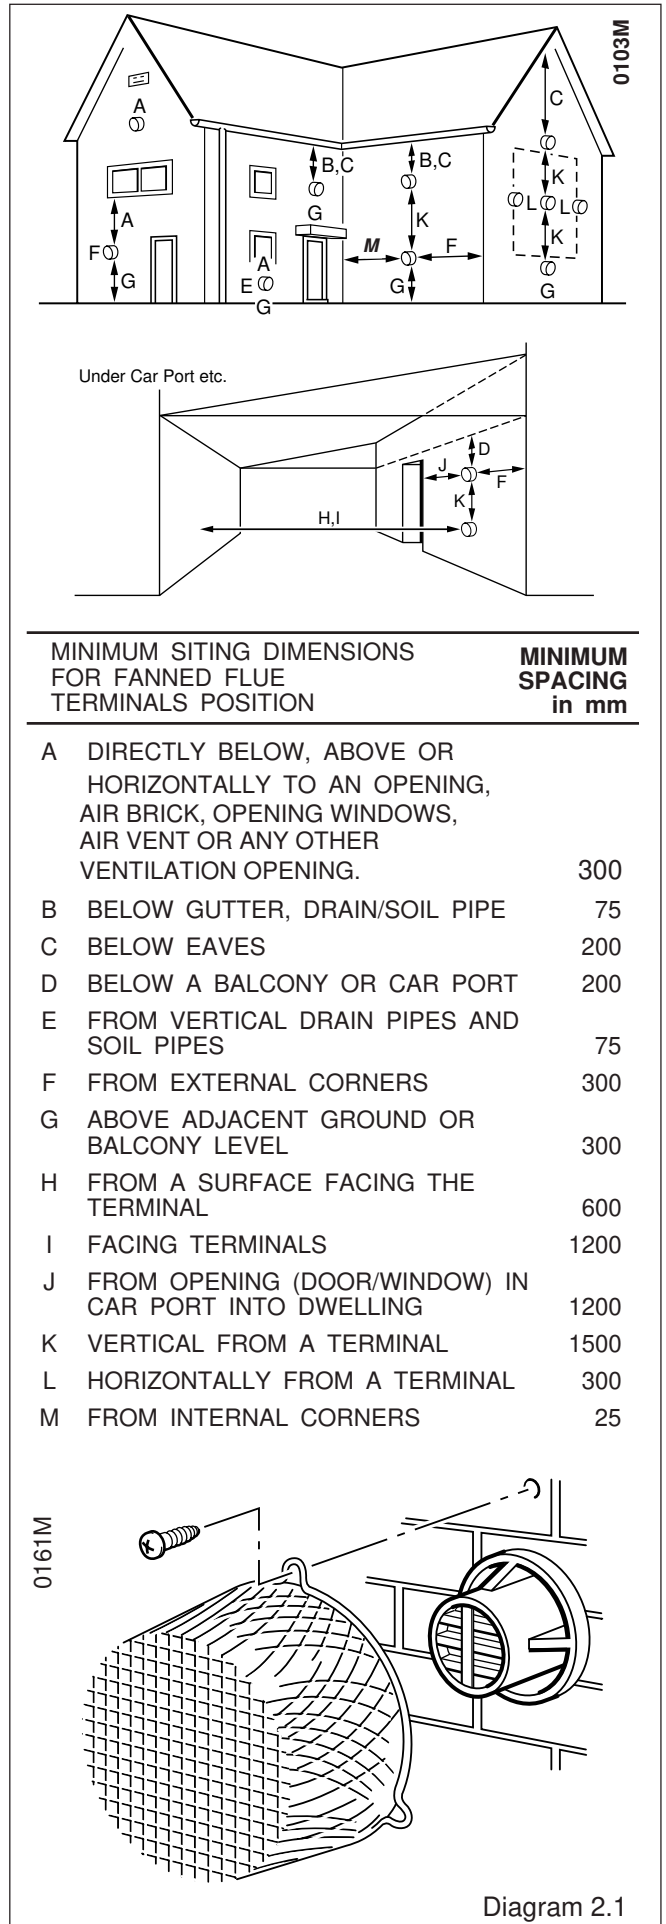 0103M
A
C
B,C
B,C
K
A
G
K
L
L
F
M
F
K
G
A
E
G
G
G
Under Car Port etc.
D
J
F
K
H,I
MINIMUM SITING DIMENSIONS
FOR FANNED FLUE
TERMINALS POSITION
MINIMUM
SPACING
in mm
A DIRECTLY BELOW, ABOVE OR
HORIZONTALLY TO AN OPENING,
AIR BRICK, OPENING WINDOWS,
AIR VENT OR ANY OTHER
VENTILATION OPENING. 300
B BELOW GUTTER, DRAIN/SOIL PIPE 75
C BELOW EAVES 200
D BELOW A BALCONY OR CAR PORT 200
E FROM VERTICAL DRAIN PIPES AND
SOIL PIPES 75
F FROM EXTERNAL CORNERS 300
G ABOVE ADJACENT GROUND OR
BALCONY LEVEL 300
H FROM A SURFACE FACING THE
TERMINAL 600
I FACING TERMINALS 1200
J FROM OPENING (DOOR/WINDOW) IN
CAR PORT INTO DWELLING 1200
K VERTICAL FROM A TERMINAL 1500
L HORIZONTALLY FROM A TERMINAL 300
M FROM INTERNAL CORNERS 25
0161M
Diagram 2.1